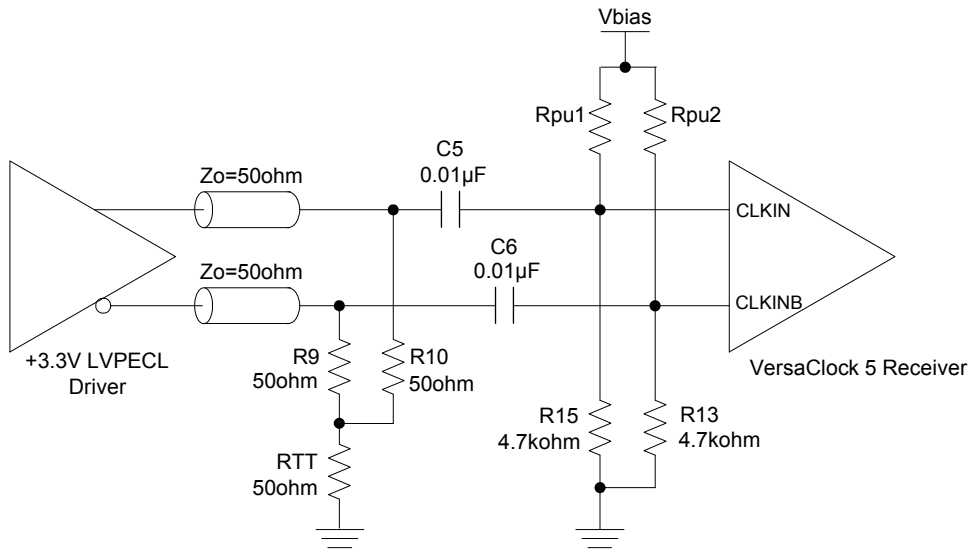 Vbias
Rpu1
Rpu2
C5
0.01µF
Zo=50ohm
CLKIN
C6
0.01µF
Zo=50ohm
CLKINB
+3.3V LVPECL
Driver
R9
50ohm
R10
50ohm
VersaClock 5 Receiver
R15
4.7kohm
R13
4.7kohm
RTT
50ohm